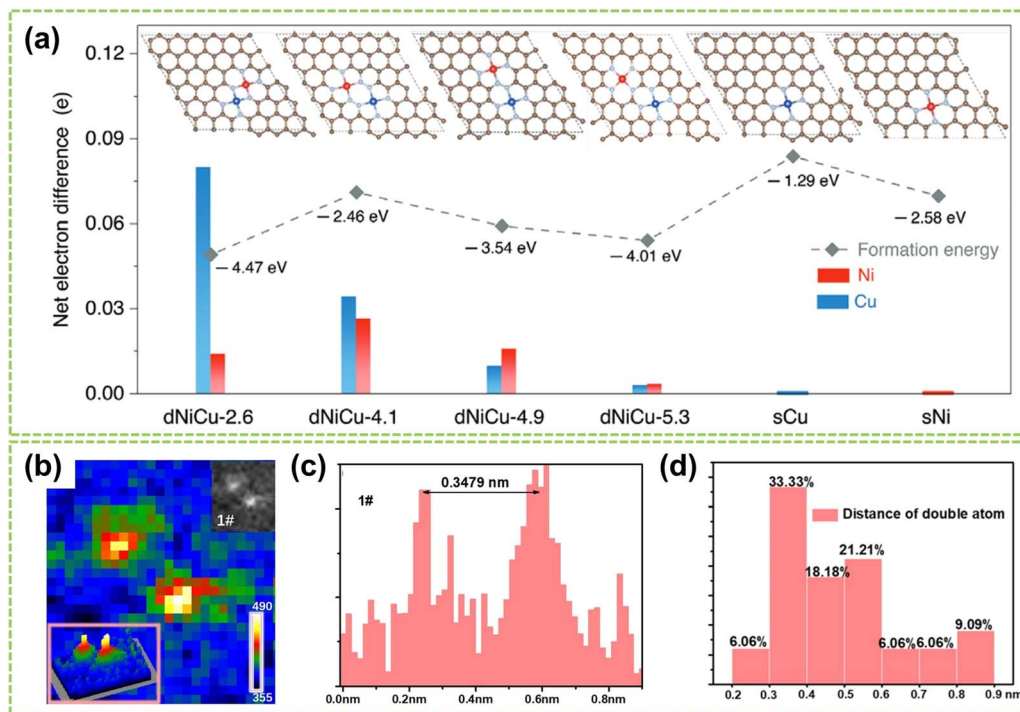 (a)
Net electron difference (e)
0.12
0.09
0.06
0.03
0.00
− 4.47 eV
− 2.46 eV
− 3.54 eV
− 4.01 eV
− 1.29 eV
− 2.58 eV
Formation energy
Ni
Cu
dNiCu-2.6 dNiCu-4.1 dNiCu-4.9 dNiCu-5.3 sCu sNi
(b)
1#
490
355
(c)
1#
0.3479 nm
0.0nm 0.2nm 0.4nm 0.6nm 0.8nm
(d)
Distance of double atom
6.06% 33.33% 18.18% 21.21% 6.06% 6.06% 9.09%
0.2 0.3 0.4 0.5 0.6 0.7 0.8 0.9 nm